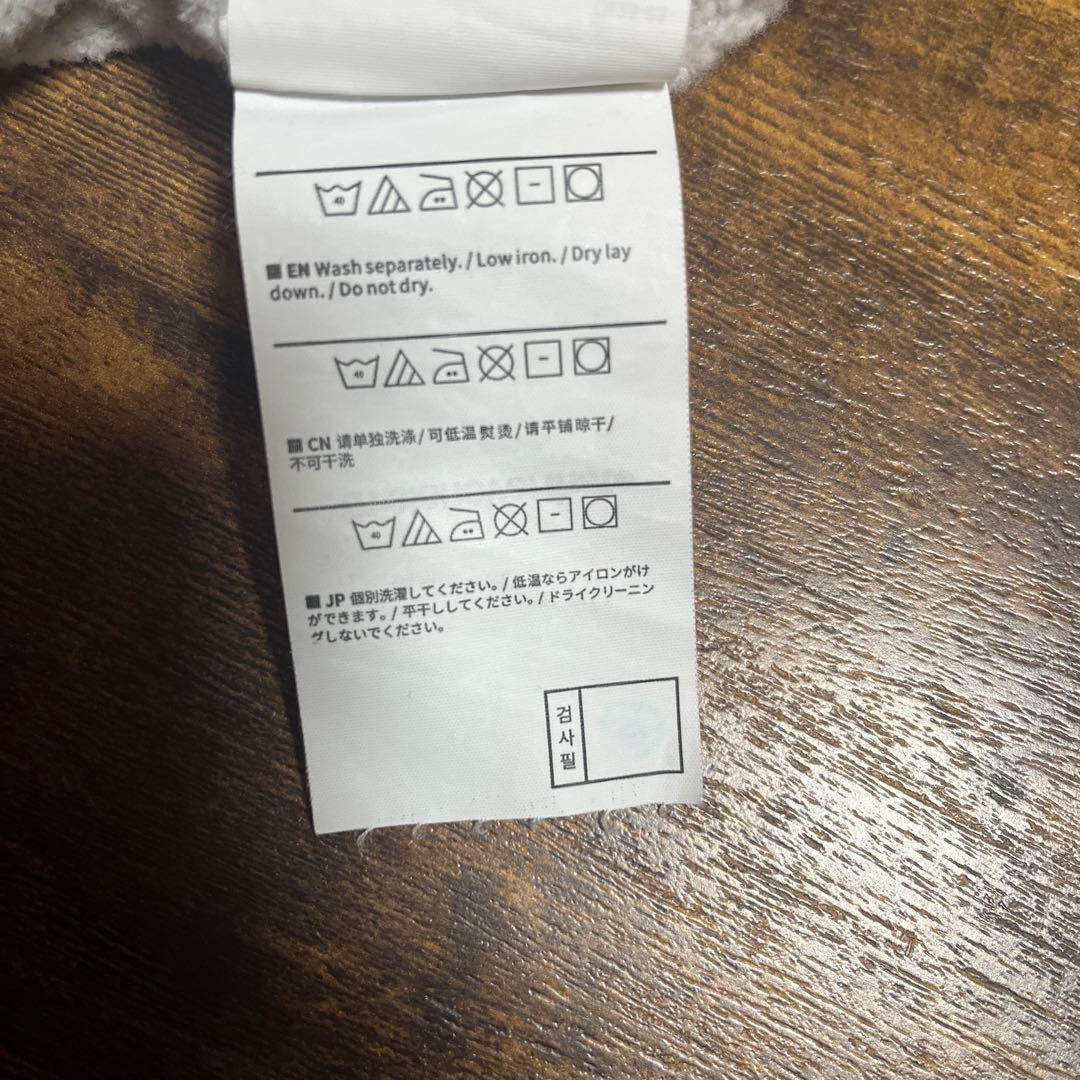 40
EN Wash separately. / Low iron. / Dry lay
down. / Do not dry.
40
CN 请单独洗涤/可低温熨烫/请平铺晾干/
不可干洗
40
JP 個別洗濯してください。/ 低温ならアイロンがけ
ができます。/ 平干ししてください。/ ドライクリーニン
グしないでください。
검
사
필